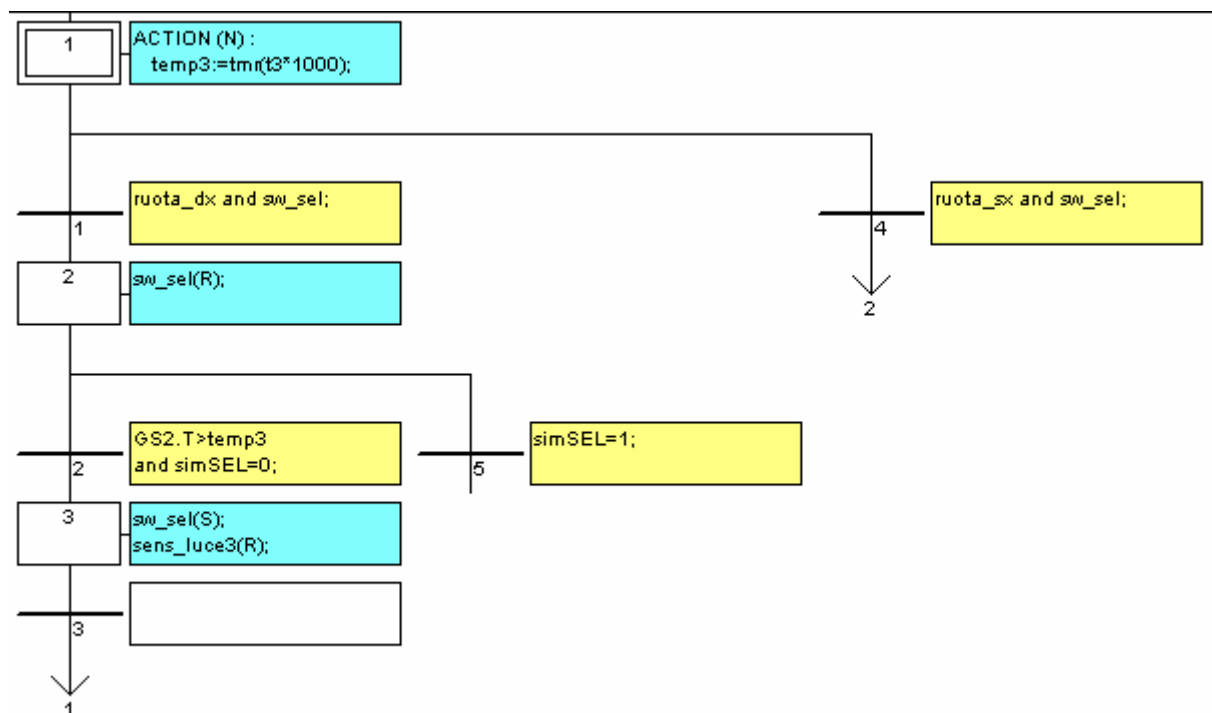 1
ACTION (N) :
temp3:=tmr(t3*1000);
ruota_dx and sw_sel;
1
ruota_sx and sw_sel;
4
2
sw_sel(R);
2
GS2.T>temp3
and simSEL=0;
2
simSEL=1;
5
3
sw_sel(S);
sens_luce3(R);
3
1